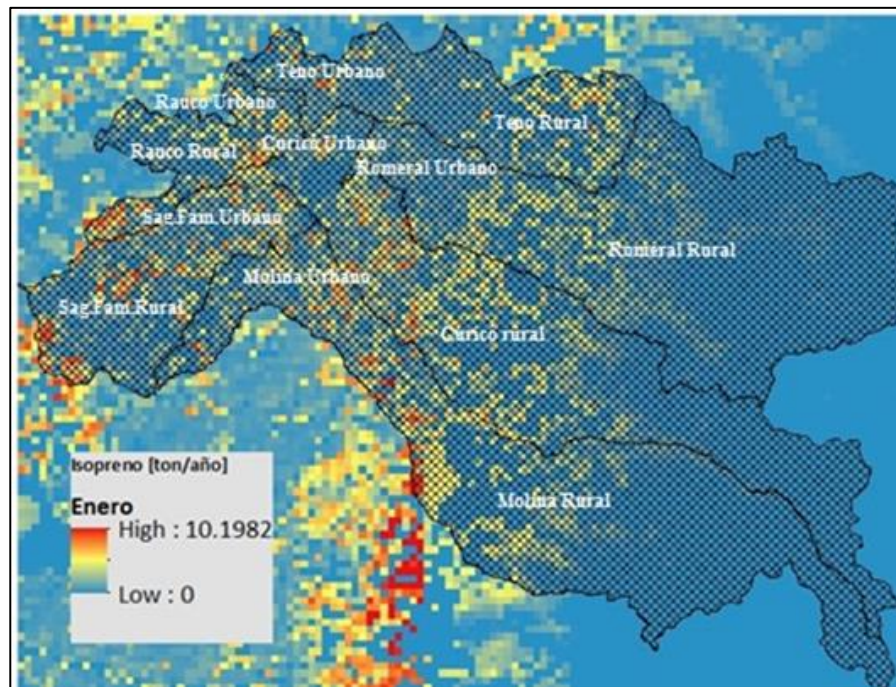 Teno Urbano
Rauco Urbano
Teno Rural
Curicó Urbano
Rauco Rural
Romeral Urbano
Sag.Fam.Urbano
Romeral Rural
Molina Urbano
Sag.Fam.Rural
Curicó rural
Isopreno [ton/año]
Enero
High : 10.1982
Low : 0
Molina Rural